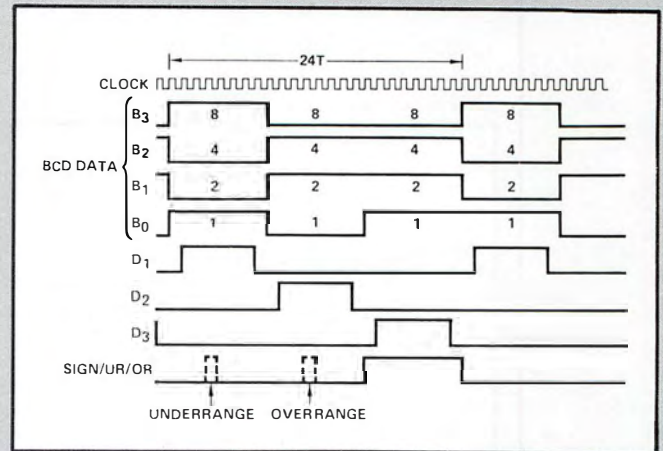 24T
CLOCK
B3 8 8 8 8
B2 4 4 4 4
BCD DATA
B1 2 2 2 2
B0 1 1 1 1
D1
D2
D3
SIGN/UR/OR
UNDERRANGE OVERRANGE